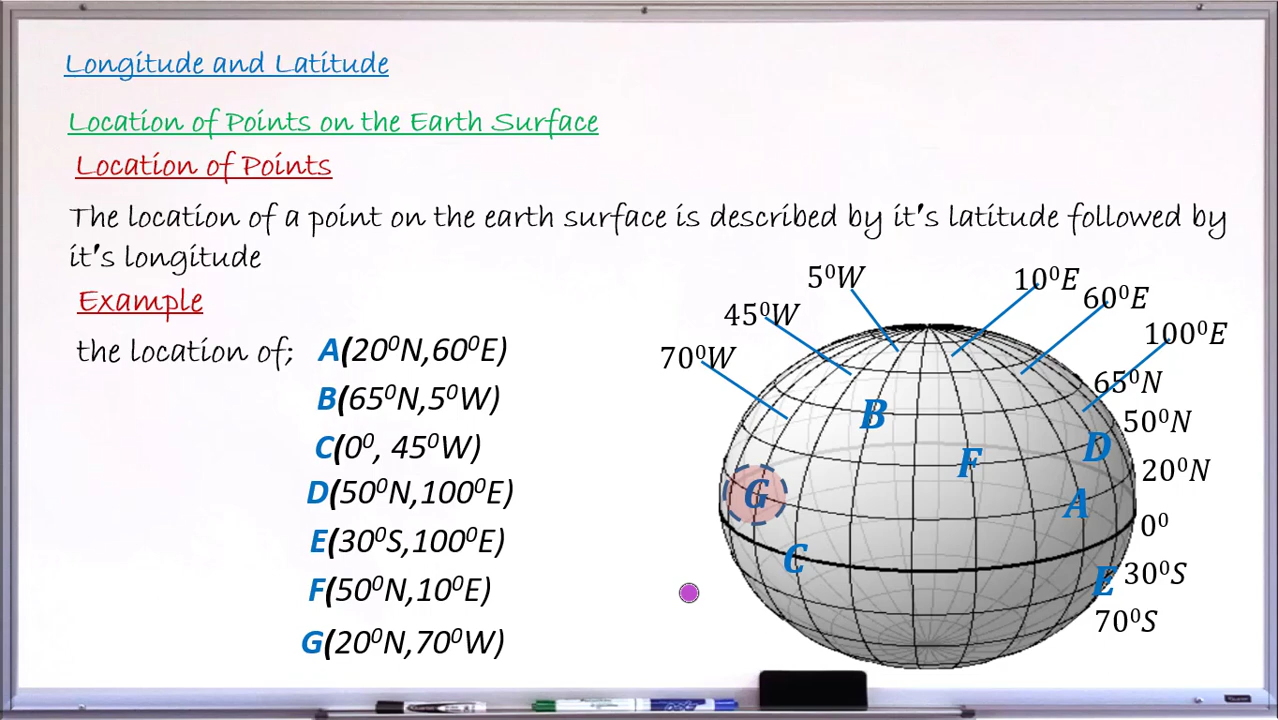 Longitude and Latitude
Location of Points on the Earth Surface
Location of Points
The location of a point on the earth surface is described by it's latitude followed by
it's longitude
Example
the location of; A(20⁰N,60⁰E)
B(65⁰N,5⁰W)
C(0⁰, 45⁰W)
D(50⁰N,100⁰E)
E(30⁰S,100⁰E)
F(50⁰N,10⁰E)
G(20⁰N,70⁰W)
5⁰W
10⁰E
45⁰W
60⁰E
70⁰W
100⁰E
65⁰N
B
50⁰N
D
F
20⁰N
G
A
0⁰
C
E
30⁰S
70⁰S